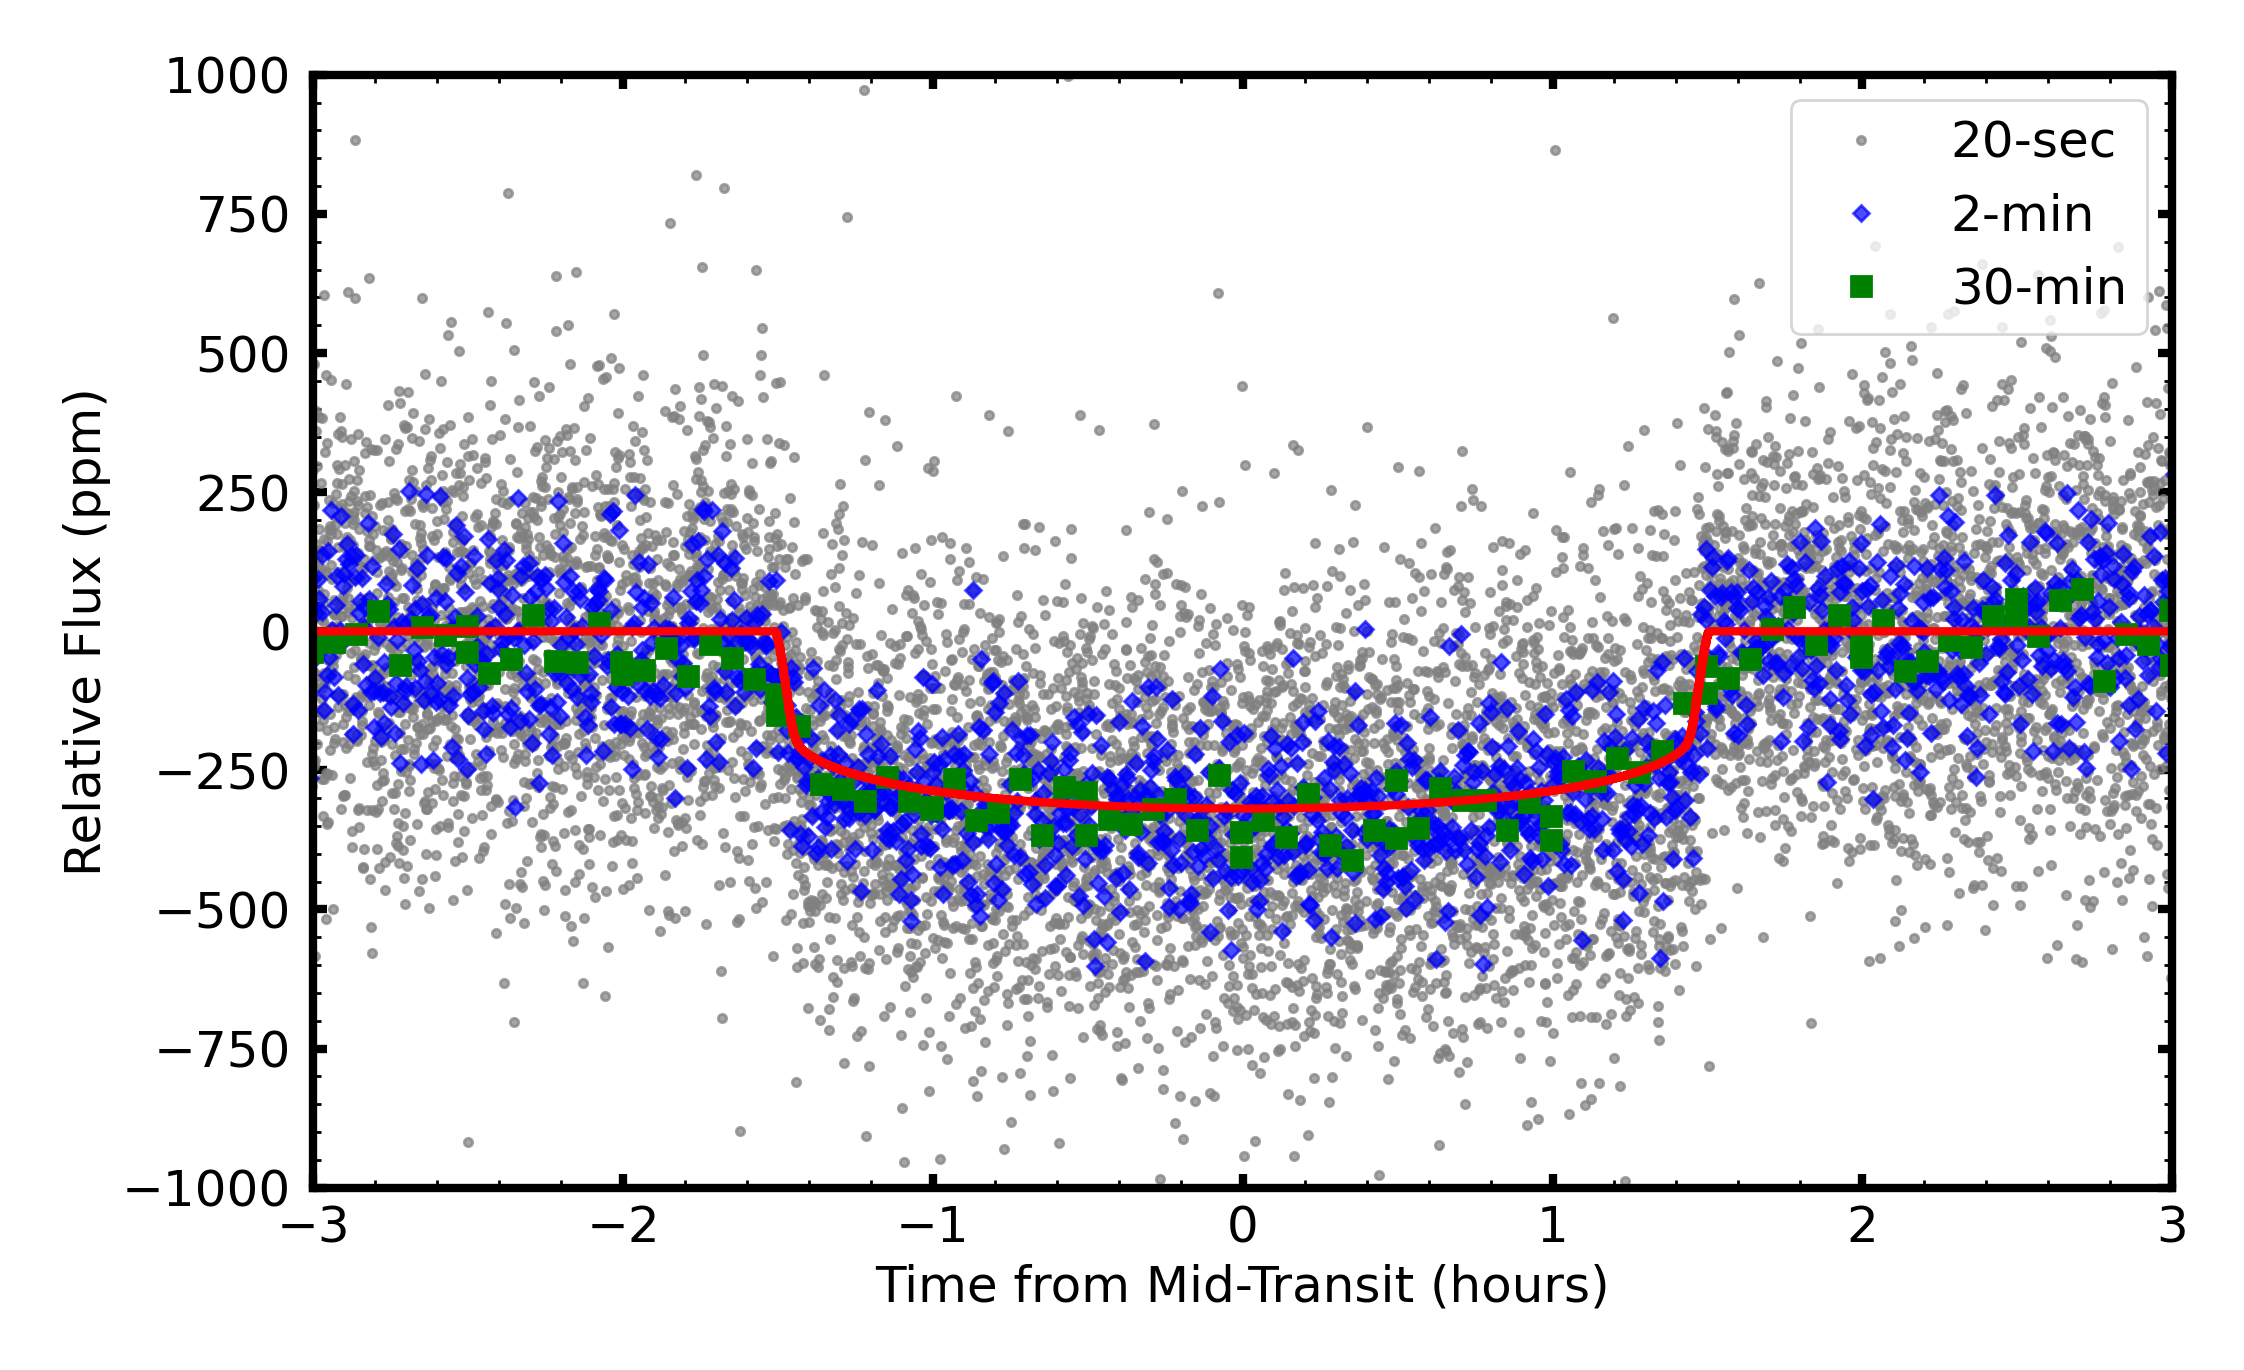 1000
750
500
250
0
−250
−500
−750
−1000
Relative Flux (ppm)
20-sec
2-min
30-min
−3 −2 −1 0 1 2 3
Time from Mid-Transit (hours)